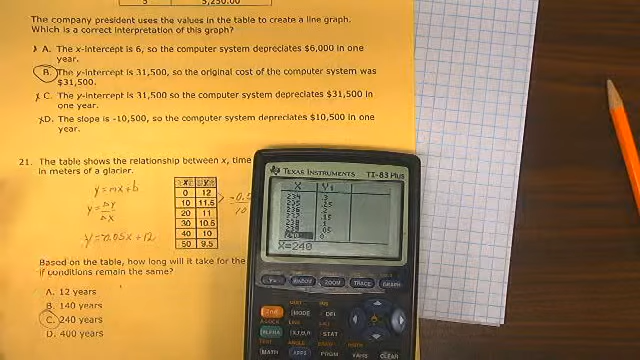 5 5,250.00
The company president uses the values in the table to create a line graph.
Which is a correct interpretation of this graph?
A. The x-intercept is 6, so the computer system depreciates $6,000 in one
year.
B. The y-intercept is 31,500, so the original cost of the computer system was
$31,500.
C. The y-intercept is 31,500 so the computer system depreciates $31,500 in
one year.
D. The slope is -10,500, so the computer system depreciates $10,500 in one
year.
21. The table shows the relationship between x, time
in meters of a glacier.
y = mx + b
y = Δy
Δx
y = -0.05x + 12
x y
0 12
10 11.5
20 11
30 10.5
40 10
50 9.5
-0.5
10
Based on the table, how long will it take for the
if conditions remain the same?
A. 12 years
B. 140 years
C. 240 years
D. 400 years
TEXAS INSTRUMENTS TI-83 Plus
X Y1
X=240
Y= WINDOW ZOOM TRACE GRAPH
2nd MODE DEL
ALPHA X,T,θ,n STAT
MATH APPS PRGM VARS CLEAR